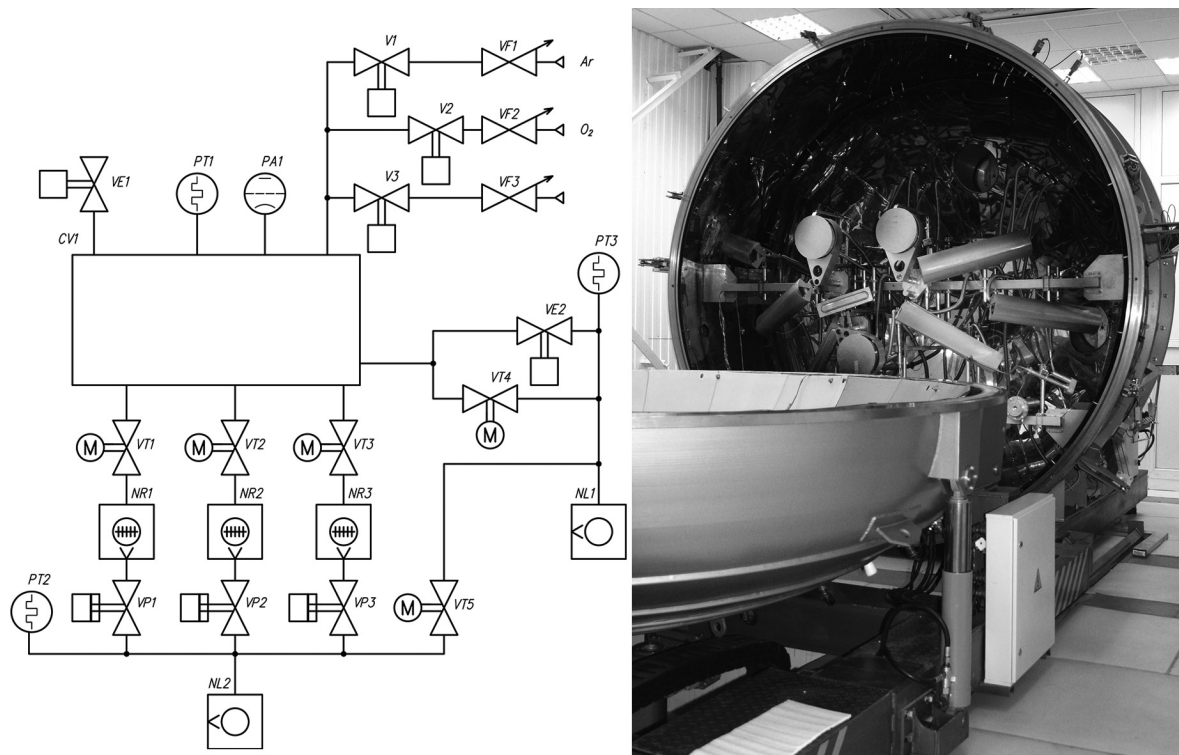 V1
VF1
Ar
V2
VF2
O₂
PT1
PA1
VE1
V3
VF3
CV1
PT3
VE2
VT4
M
M
VT1
M
VT2
M
VT3
NR1
NR2
NR3
NL1
PT2
VP1
VP2
VP3
M
VT5
NL2